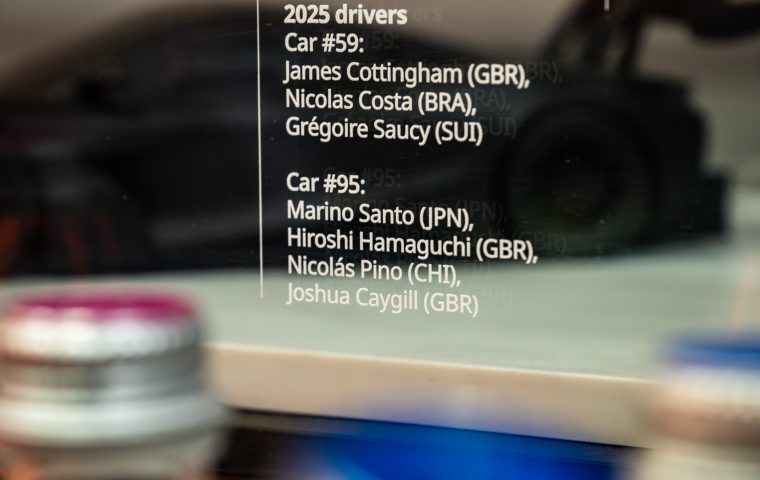 2025 drivers
Car #59:
James Cottingham (GBR),
Nicolas Costa (BRA),
Grégoire Saucy (SUI)
Car #95:
Marino Santo (JPN),
Hiroshi Hamaguchi (GBR),
Nicolás Pino (CHI),
Joshua Caygill (GBR)